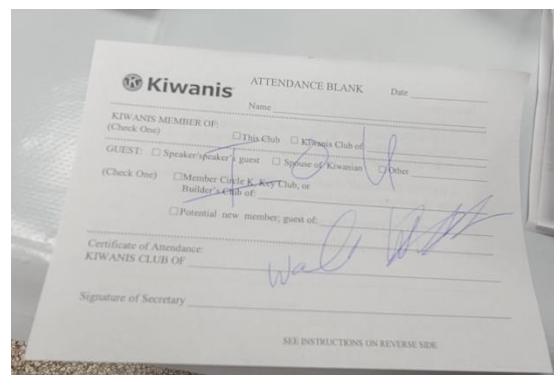 Kiwanis
ATTENDANCE BLANK
Date
Name
KIWANIS MEMBER OF:
(Check One)
This Club Kiwanis Club of
GUEST: Speaker/speaker's guest Spouse of Kiwanian Other
(Check One) Member Circle K, Key Club, or
Builder's Club of:
Potential new member; guest of:
IOU
Certificate of Attendance:
KIWANIS CLUB OF
Signature of Secretary
SEE INSTRUCTIONS ON REVERSE SIDE